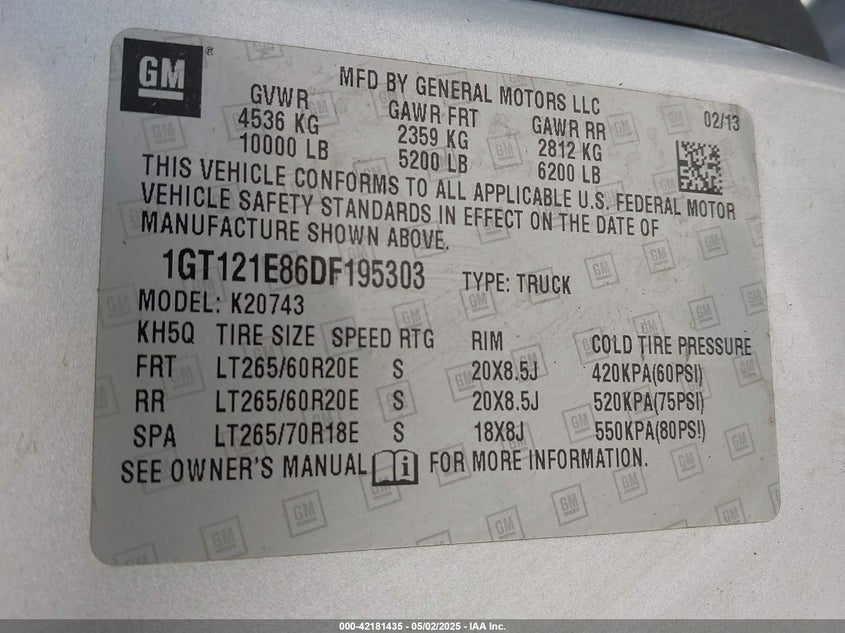 GM
®
MFD BY GENERAL MOTORS LLC
02/13
GVWR GAWR FRT GAWR RR
4536 KG 2359 KG 2812 KG
10000 LB 5200 LB 6200 LB
THIS VEHICLE CONFORMS TO ALL APPLICABLE U.S. FEDERAL MOTOR
VEHICLE SAFETY STANDARDS IN EFFECT ON THE DATE OF
MANUFACTURE SHOWN ABOVE.
1GT121E86DF195303 TYPE: TRUCK
MODEL: K20743
KH5Q TIRE SIZE SPEED RTG RIM COLD TIRE PRESSURE
FRT LT265/60R20E S 20X8.5J 420KPA(60PSI)
RR LT265/60R20E S 20X8.5J 520KPA(75PSI)
SPA LT265/70R18E S 18X8J 550KPA(80PSI)
SEE OWNER'S MANUAL i FOR MORE INFORMATION.
000-42181435 - 05/02/2025 - IAA Inc.